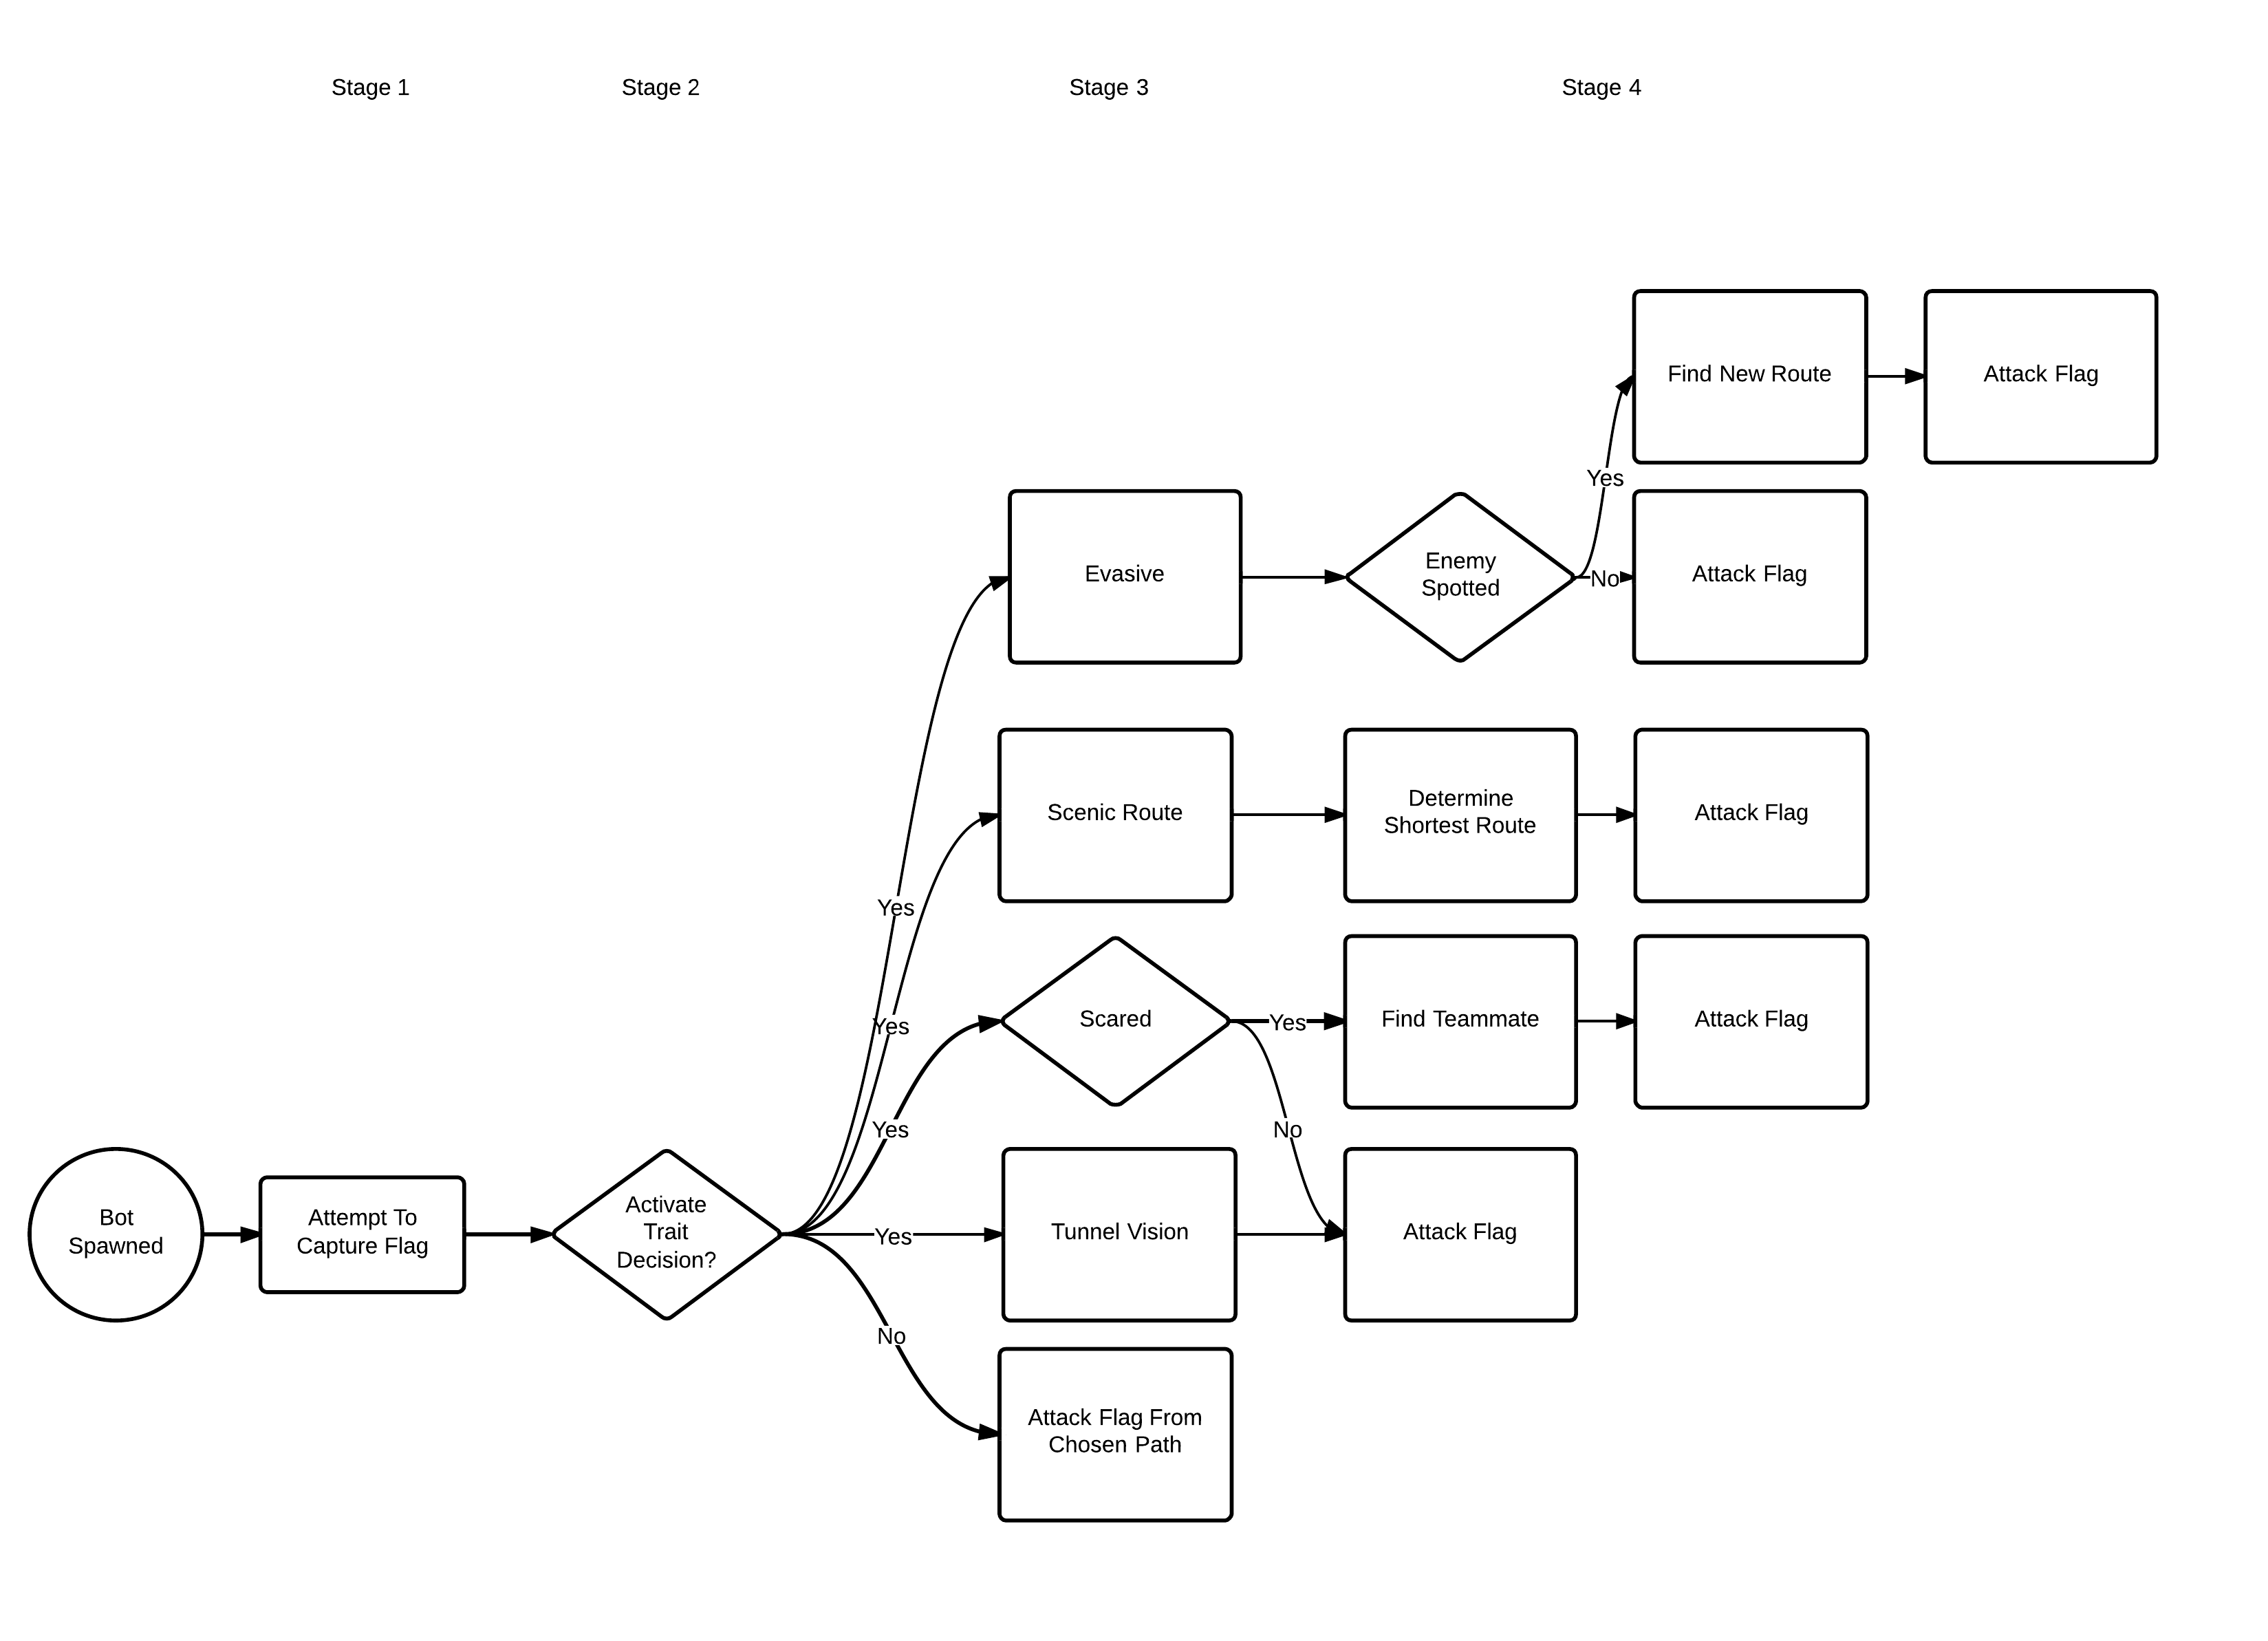 Stage 1
Stage 2
Stage 3
Stage 4
Find New Route
Attack Flag
Yes
Evasive
Enemy
Spotted
No
Attack Flag
Scenic Route
Determine
Shortest Route
Attack Flag
Yes
Yes
Scared
Yes
Find Teammate
Attack Flag
Yes
No
Bot
Spawned
Attempt To
Capture Flag
Activate
Trait
Decision?
Yes
Tunnel Vision
Attack Flag
No
Attack Flag From
Chosen Path